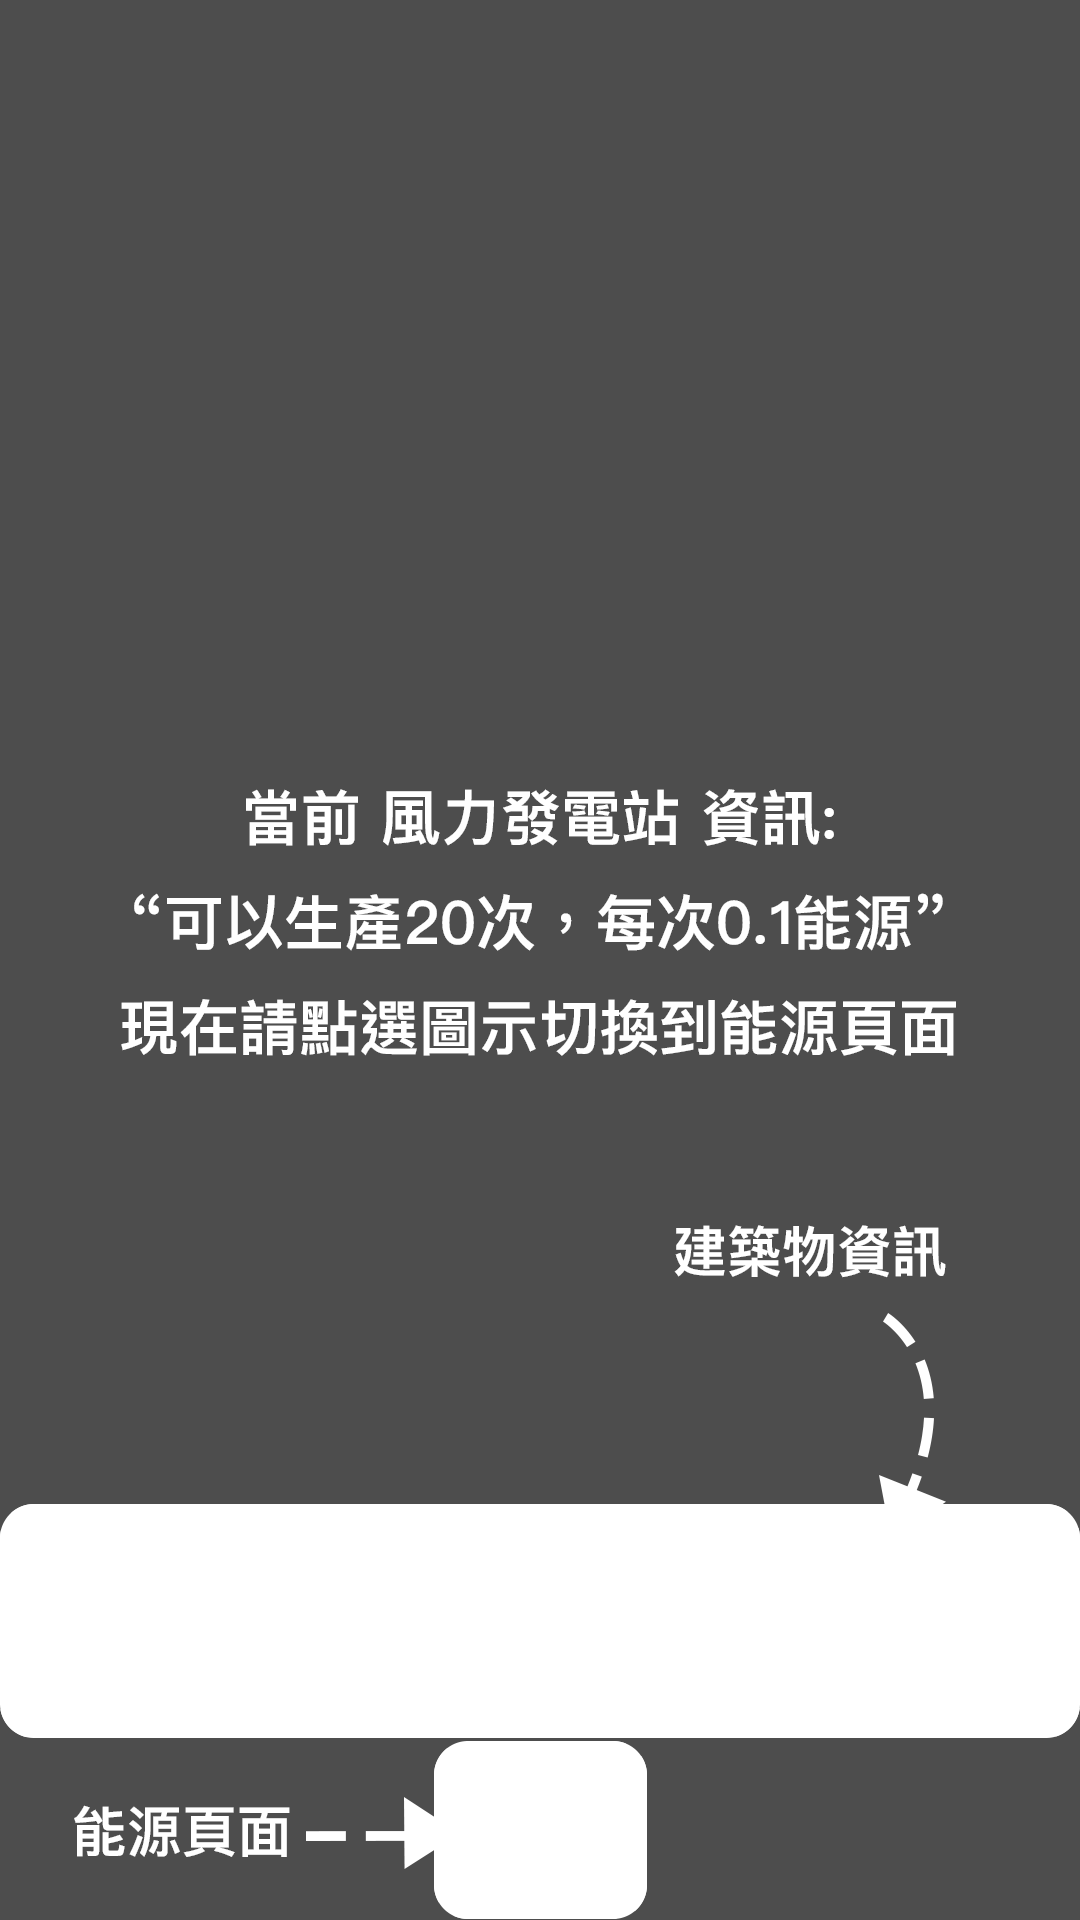 當前 風力發電站 資訊:
“可以生產20次，每次0.1能源”
現在請點選圖示切換到能源頁面
建築物資訊
能源頁面